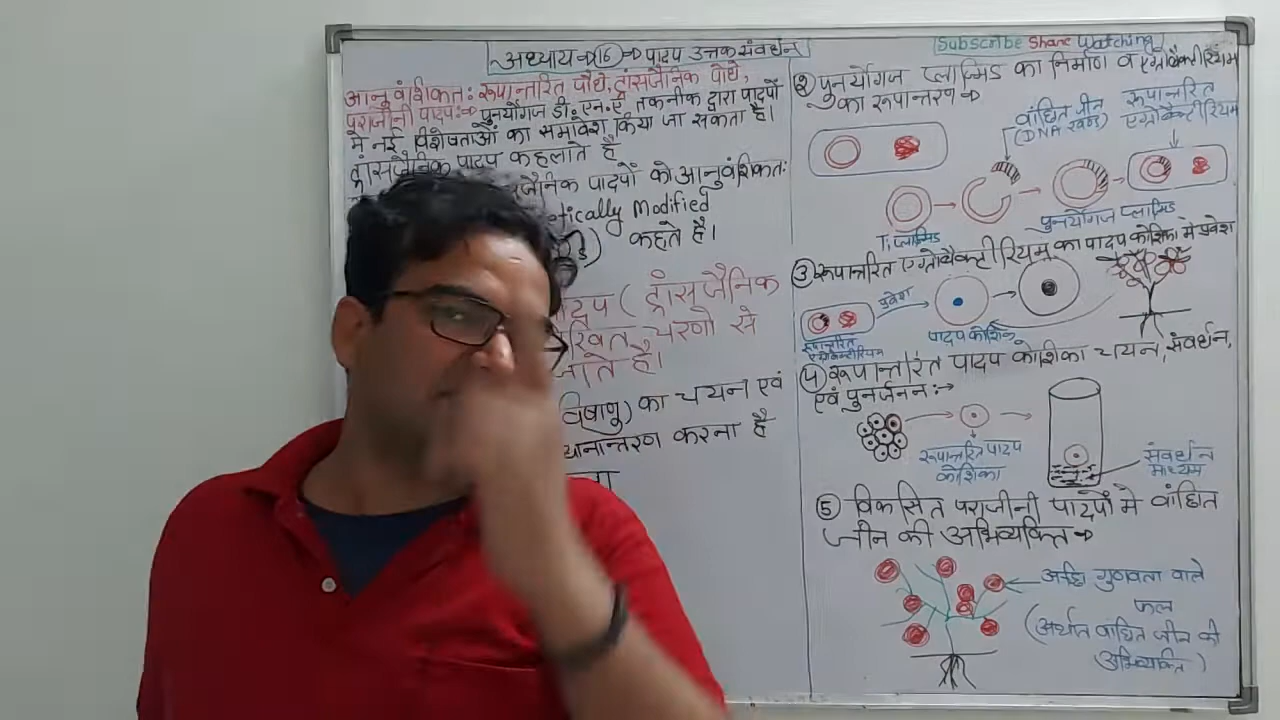 अध्याय 16 ⇒ पादप उत्तक संवर्धन
Subscribe Share Watching
आनुवंशिकतः रूपान्तरित पौधे, ट्रांसजैनिक पौधे,
पराजीनी पादपः⇒ पुनर्योगज डी. एन. ए. तकनीक द्वारा पादपों
मे नई विशेषताओं का समावेश किया जा सकता है।
ट्रांसजैनिक पादप कहलाते है
जैनिक पादपों को आनुवंशिकतः
tically Modified
कहते है।
पादप ( ट्रांसजैनिक
चरणो से
जाते है।
(विषाणु) का चयन एवं
स्थानान्तरण करना है
② पुनर्योगज प्लाज्मिड का निर्माण व एग्रोबैक्टीरियम
का रूपान्तरण ⇒
वांछित जीन
(DNA खण्ड)
रूपान्तरित
एग्रोबैक्टीरियम
Ti प्लाज्मिड
पुनर्योगज प्लाज्मिड
③ रूपान्तरित एग्रोबैक्टीरियम का पादप कोशिका मे प्रवेश
प्रवेश
पादप कोशिका
रूपान्तरित
एग्रोबैक्टीरियम
④ रूपान्तरित पादप कोशिका चयन, संवर्धन,
एवं पुनर्जनन :→
रूपान्तरित पादप
कोशिका
संवर्धन
माध्यम
⑤ विकसित पराजीनी पादपों मे वांछित
जीन की अभिव्यक्ति ⇒
अच्छि गुणवता वाले
फल
(अर्थात वांछित जीन की
अभिव्यक्ति)